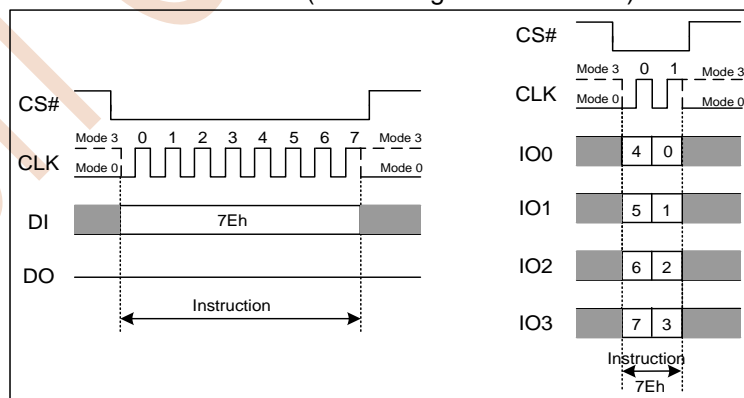 CS#
Mode 3 0 1 2 3 4 5 6 7 Mode 3
CLK Mode 0 Mode 0
DI 7Eh
DO
Instruction
CS#
Mode 3 0 1 Mode 3
CLK Mode 0 Mode 0
IO0 4 0
IO1 5 1
IO2 6 2
IO3 7 3
Instruction
7Eh